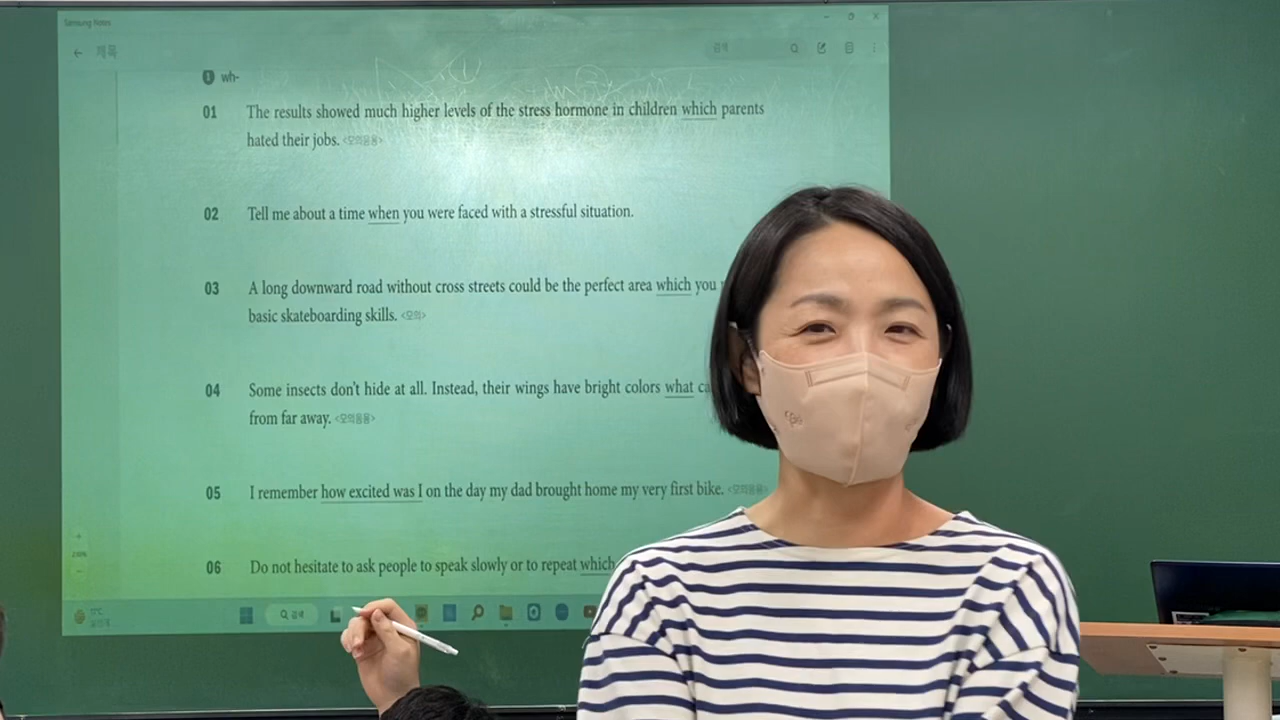 Samsung Notes
제목
검색
1 wh-
01 The results showed much higher levels of the stress hormone in children which parents
hated their jobs. <모의응용>
02 Tell me about a time when you were faced with a stressful situation.
03 A long downward road without cross streets could be the perfect area which you
basic skateboarding skills. <모의>
04 Some insects don't hide at all. Instead, their wings have bright colors what
from far away. <모의응용>
05 I remember how excited was I on the day my dad brought home my very first bike. <모의응용>
06 Do not hesitate to ask people to speak slowly or to repeat which
검색